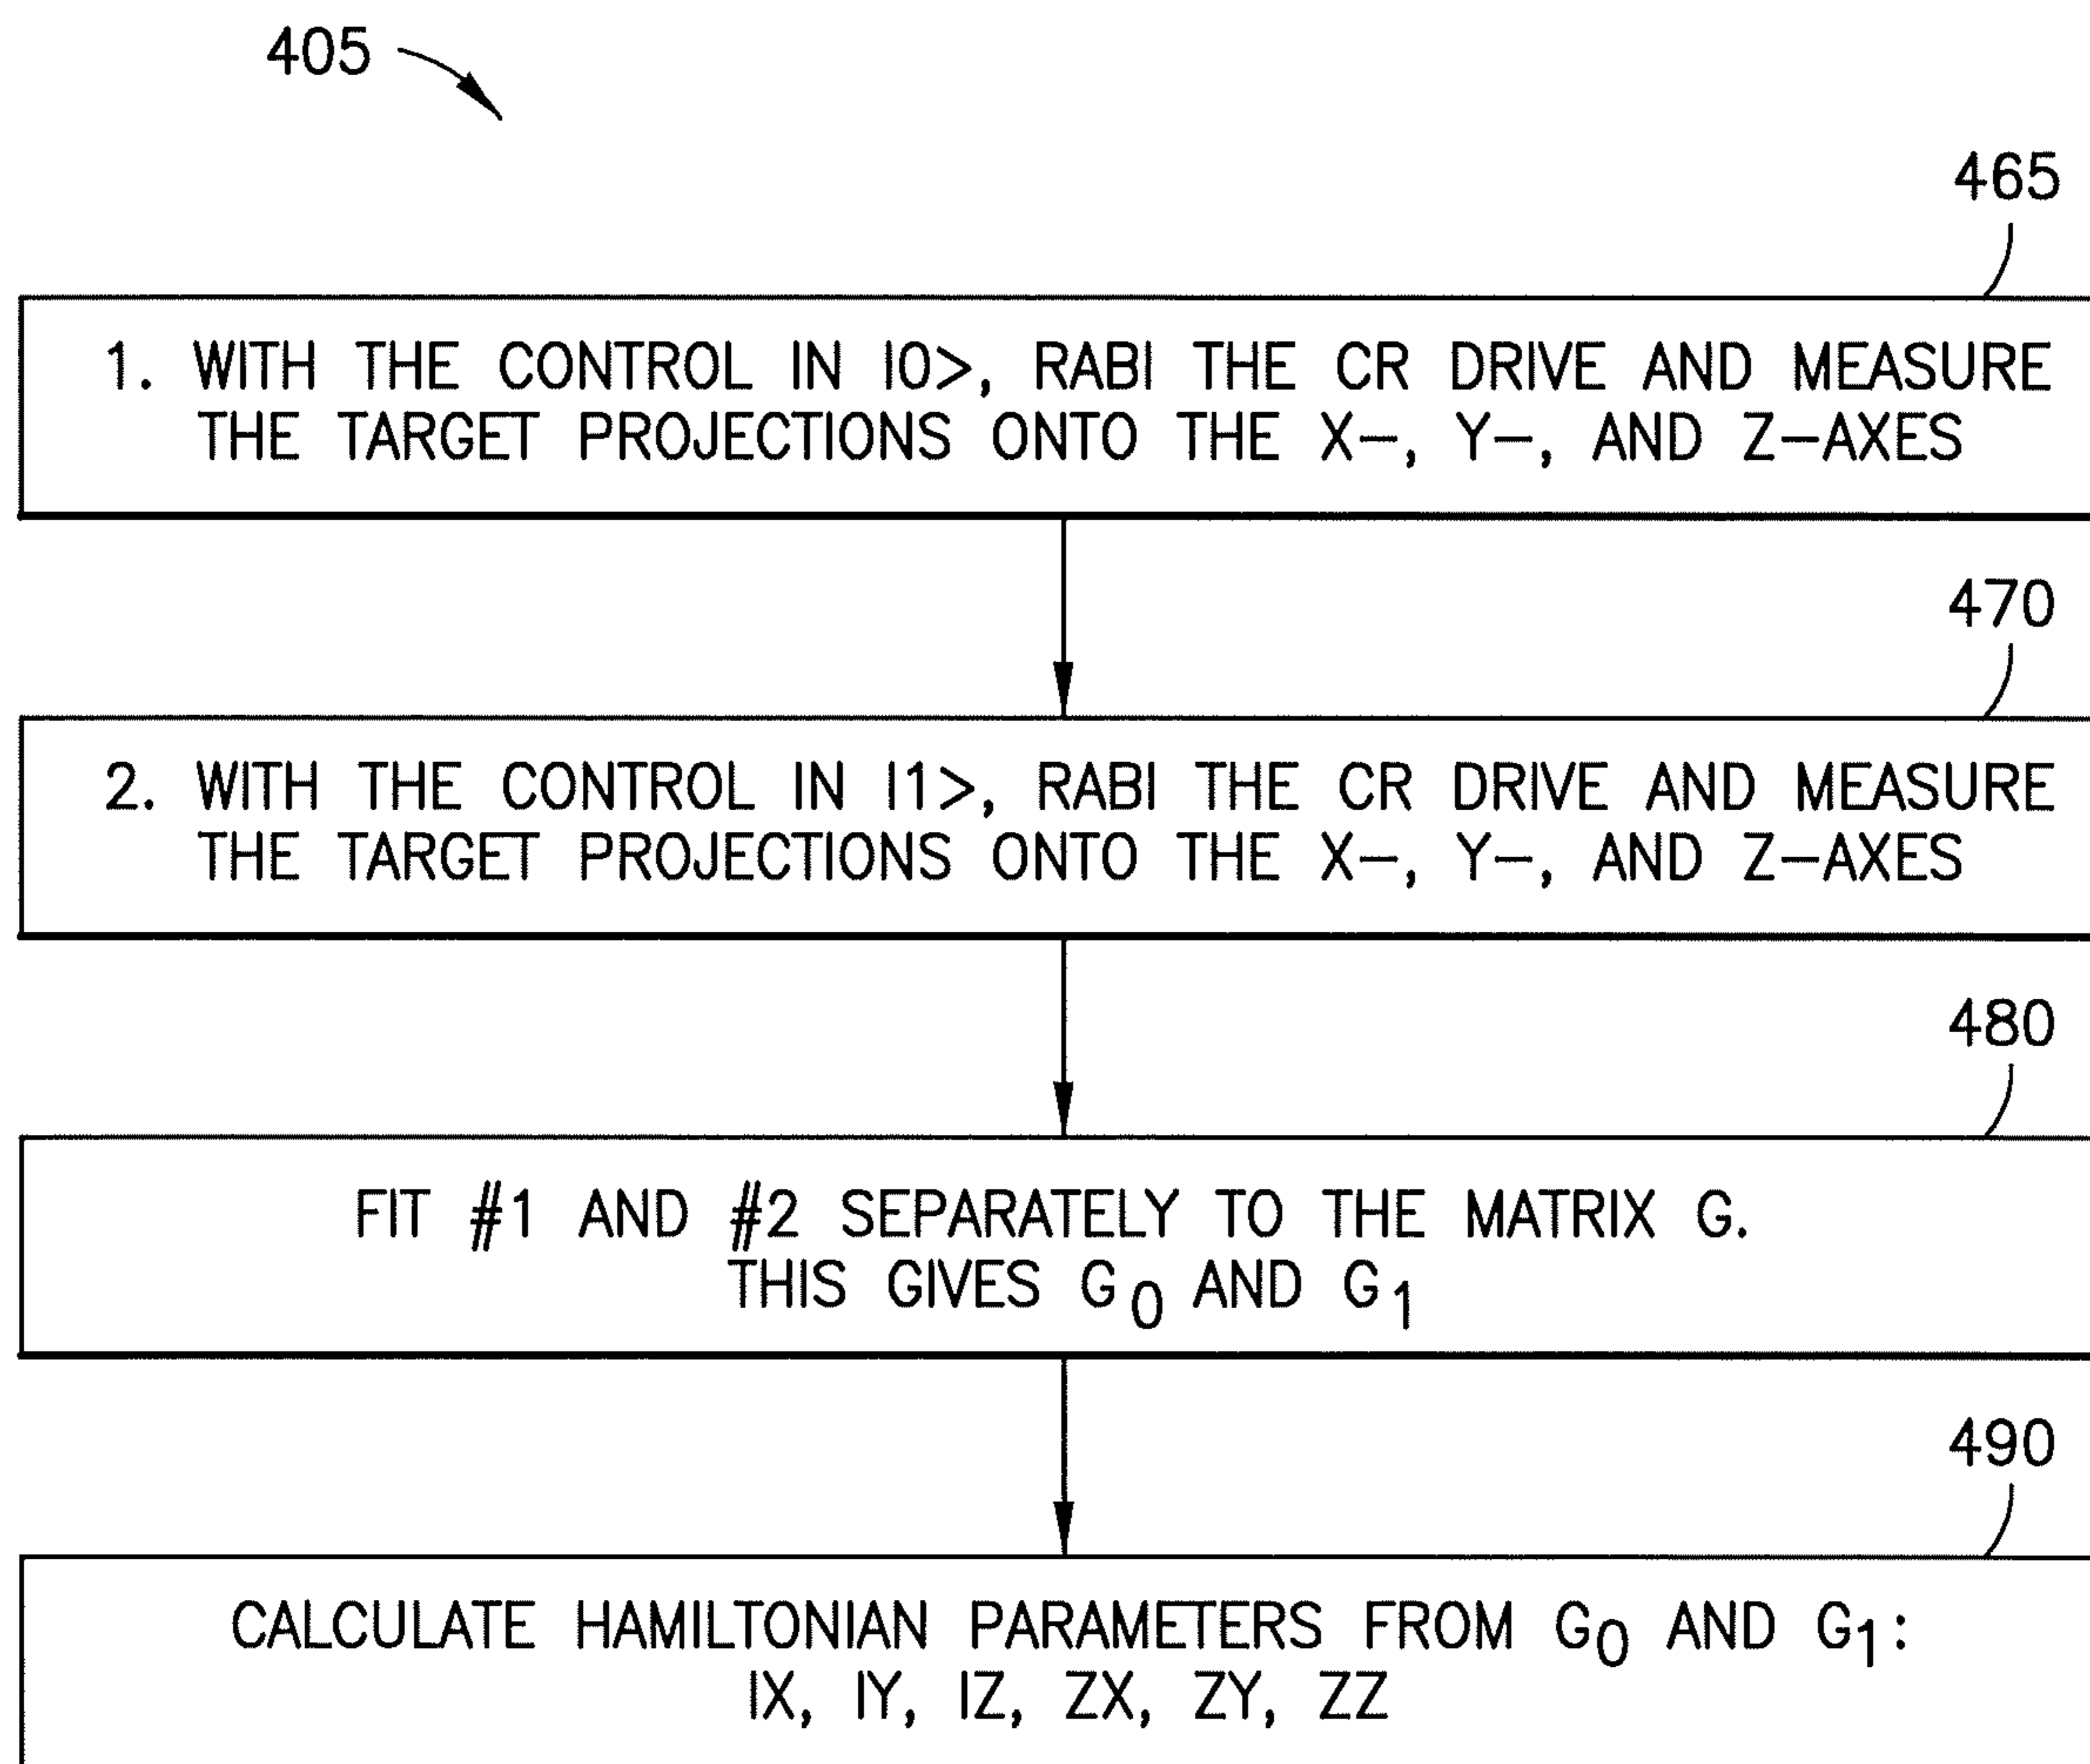 405
465
1. WITH THE CONTROL IN |0>, RABI THE CR DRIVE AND MEASURE
THE TARGET PROJECTIONS ONTO THE X-, Y-, AND Z-AXES
470
2. WITH THE CONTROL IN |1>, RABI THE CR DRIVE AND MEASURE
THE TARGET PROJECTIONS ONTO THE X-, Y-, AND Z-AXES
480
FIT #1 AND #2 SEPARATELY TO THE MATRIX G.
THIS GIVES G0 AND G1
490
CALCULATE HAMILTONIAN PARAMETERS FROM G0 AND G1:
IX, IY, IZ, ZX, ZY, ZZ